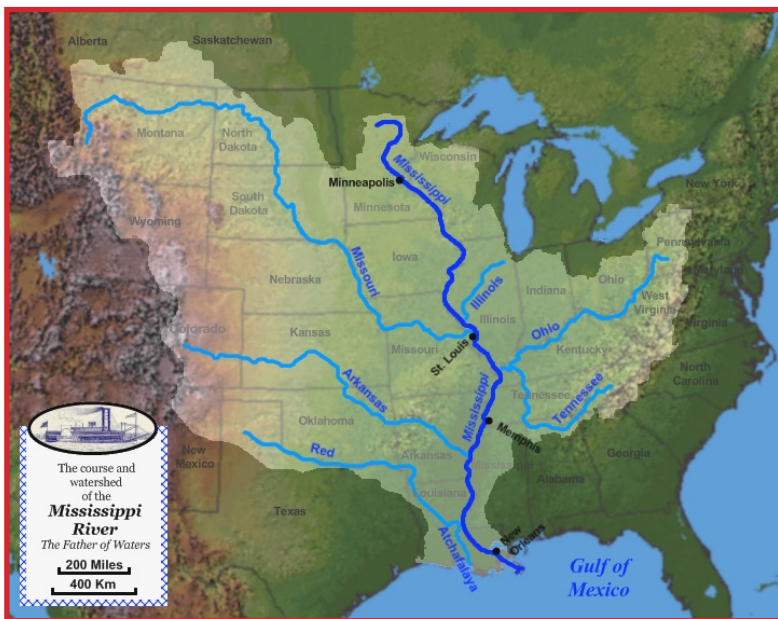 Alberta
Saskatchewan
Montana
North
Dakota
Mississippi
Wisconsin
Minneapolis
Minnesota
South
Dakota
Wyoming
New York
Pennsylvania
Maryland
Iowa
Missouri
Nebraska
Illinois
Indiana
Ohio
West
Virginia
Virginia
Illinois
Ohio
Colorado
Kansas
Missouri
St. Louis
Kentucky
North
Carolina
Arkansas
Mississippi
Tennessee
Tennessee
Oklahoma
Memphis
Red
Arkansas
Mississippi
Georgia
Alabama
New
Mexico
Louisiana
Texas
Atchafalaya
New
Orleans
Gulf of
Mexico
The course and
watershed
of the
Mississippi
River
The Father of Waters
200 Miles
400 Km